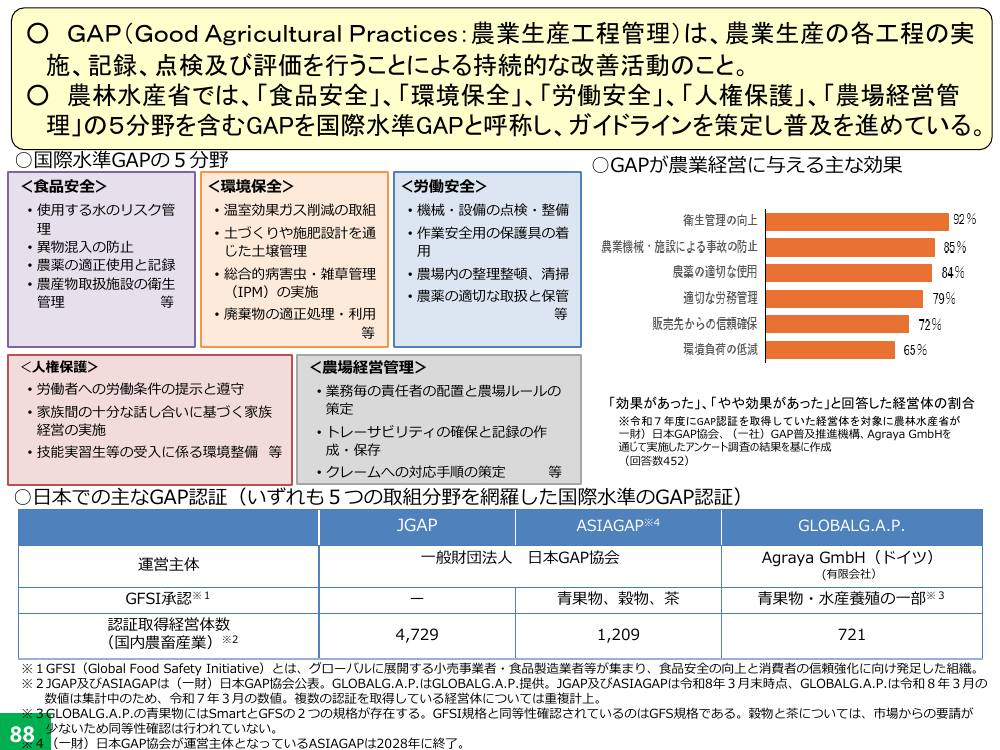 ○　GAP（Good Agricultural Practices：農業生産工程管理）は、農業生産の各工程の実
施、記録、点検及び評価を行うことによる持続的な改善活動のこと。
○　農林水産省では、「食品安全」、「環境保全」、「労働安全」、「人権保護」、「農場経営管
理」の５分野を含むGAPを国際水準GAPと呼称し、ガイドラインを策定し普及を進めている。
○国際水準GAPの５分野
＜食品安全＞
・使用する水のリスク管
理
・異物混入の防止
・農薬の適正使用と記録
・農産物取扱施設の衛生
管理　等
＜環境保全＞
・温室効果ガス削減の取組
・土づくりや施肥設計を通
じた土壌管理
・総合的病害虫・雑草管理
（IPM）の実施
・廃棄物の適正処理・利用
等
＜労働安全＞
・機械・設備の点検・整備
・作業安全用の保護具の着
用
・農場内の整理整頓、清掃
・農薬の適切な取扱と保管
等
＜人権保護＞
・労働者への労働条件の提示と遵守
・家族間の十分な話し合いに基づく家族
経営の実施
・技能実習生等の受入に係る環境整備　等
＜農場経営管理＞
・業務毎の責任者の配置と農場ルールの
策定
・トレーサビリティの確保と記録の作
成・保存
・クレームへの対応手順の策定　等
○GAPが農業経営に与える主な効果
衛生管理の向上 92%
農業機械・施設による事故の防止 85%
農薬の適切な使用 84%
適切な労務管理 79%
販売先からの信頼確保 72%
環境負荷の低減 65%
「効果があった」、「やや効果があった」と回答した経営体の割合
※令和７年度にGAP認証を取得していた経営体を対象に農林水産省が
一財）日本GAP協会、（一社）GAP普及推進機構、Agraya GmbHを
通じて実施したアンケート調査の結果を基に作成
（回答数452）
○日本での主なGAP認証（いずれも５つの取組分野を網羅した国際水準のGAP認証）
JGAP ASIAGAP※4 GLOBALG.A.P.
運営主体 一般財団法人　日本GAP協会 Agraya GmbH（ドイツ）
(有限会社)
GFSI承認※1 ー 青果物、穀物、茶 青果物・水産養殖の一部※3
認証取得経営体数
（国内農畜産業）※2 4,729 1,209 721
※１GFSI（Global Food Safety Initiative）とは、グローバルに展開する小売事業者・食品製造業者等が集まり、食品安全の向上と消費者の信頼強化に向け発足した組織。
※２JGAP及びASIAGAPは（一財）日本GAP協会公表。GLOBALG.A.P.はGLOBALG.A.P.提供。JGAP及びASIAGAPは令和8年３月末時点、GLOBALG.A.P.は令和８年３月の
数値は集計中のため、令和７年３月の数値。複数の認証を取得している経営体については重複計上。
※３GLOBALG.A.P.の青果物にはSmartとGFSの２つの規格が存在する。GFSI規格と同等性確認されているのはGFS規格である。穀物と茶については、市場からの要請が
少ないため同等性確認は行われていない。
※４（一財）日本GAP協会が運営主体となっているASIAGAPは2028年に終了。
88